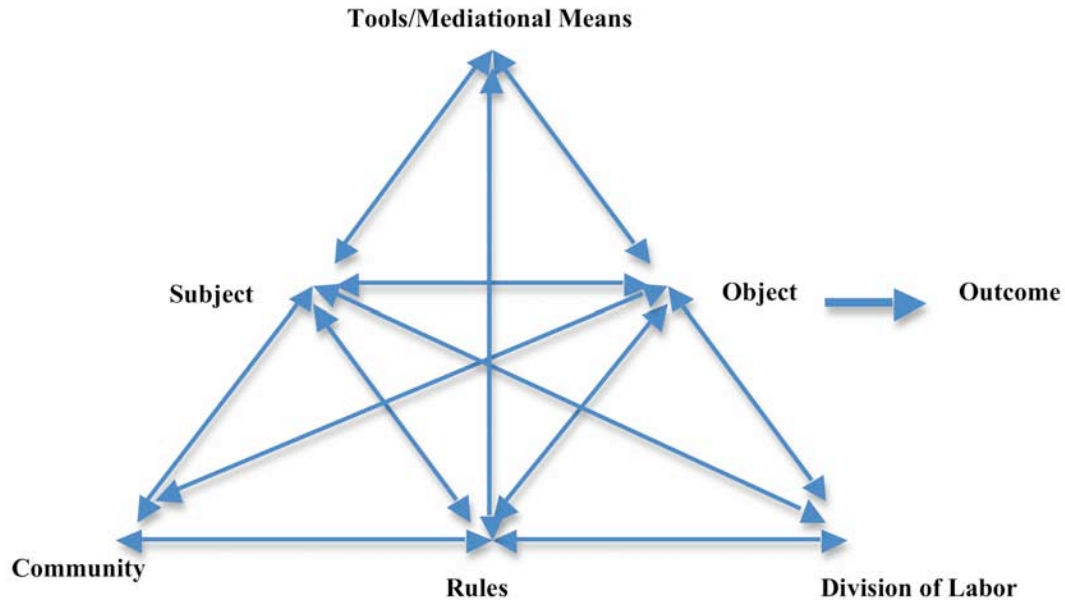 Tools/Mediational Means
Subject
Object
Outcome
Community
Rules
Division of Labor